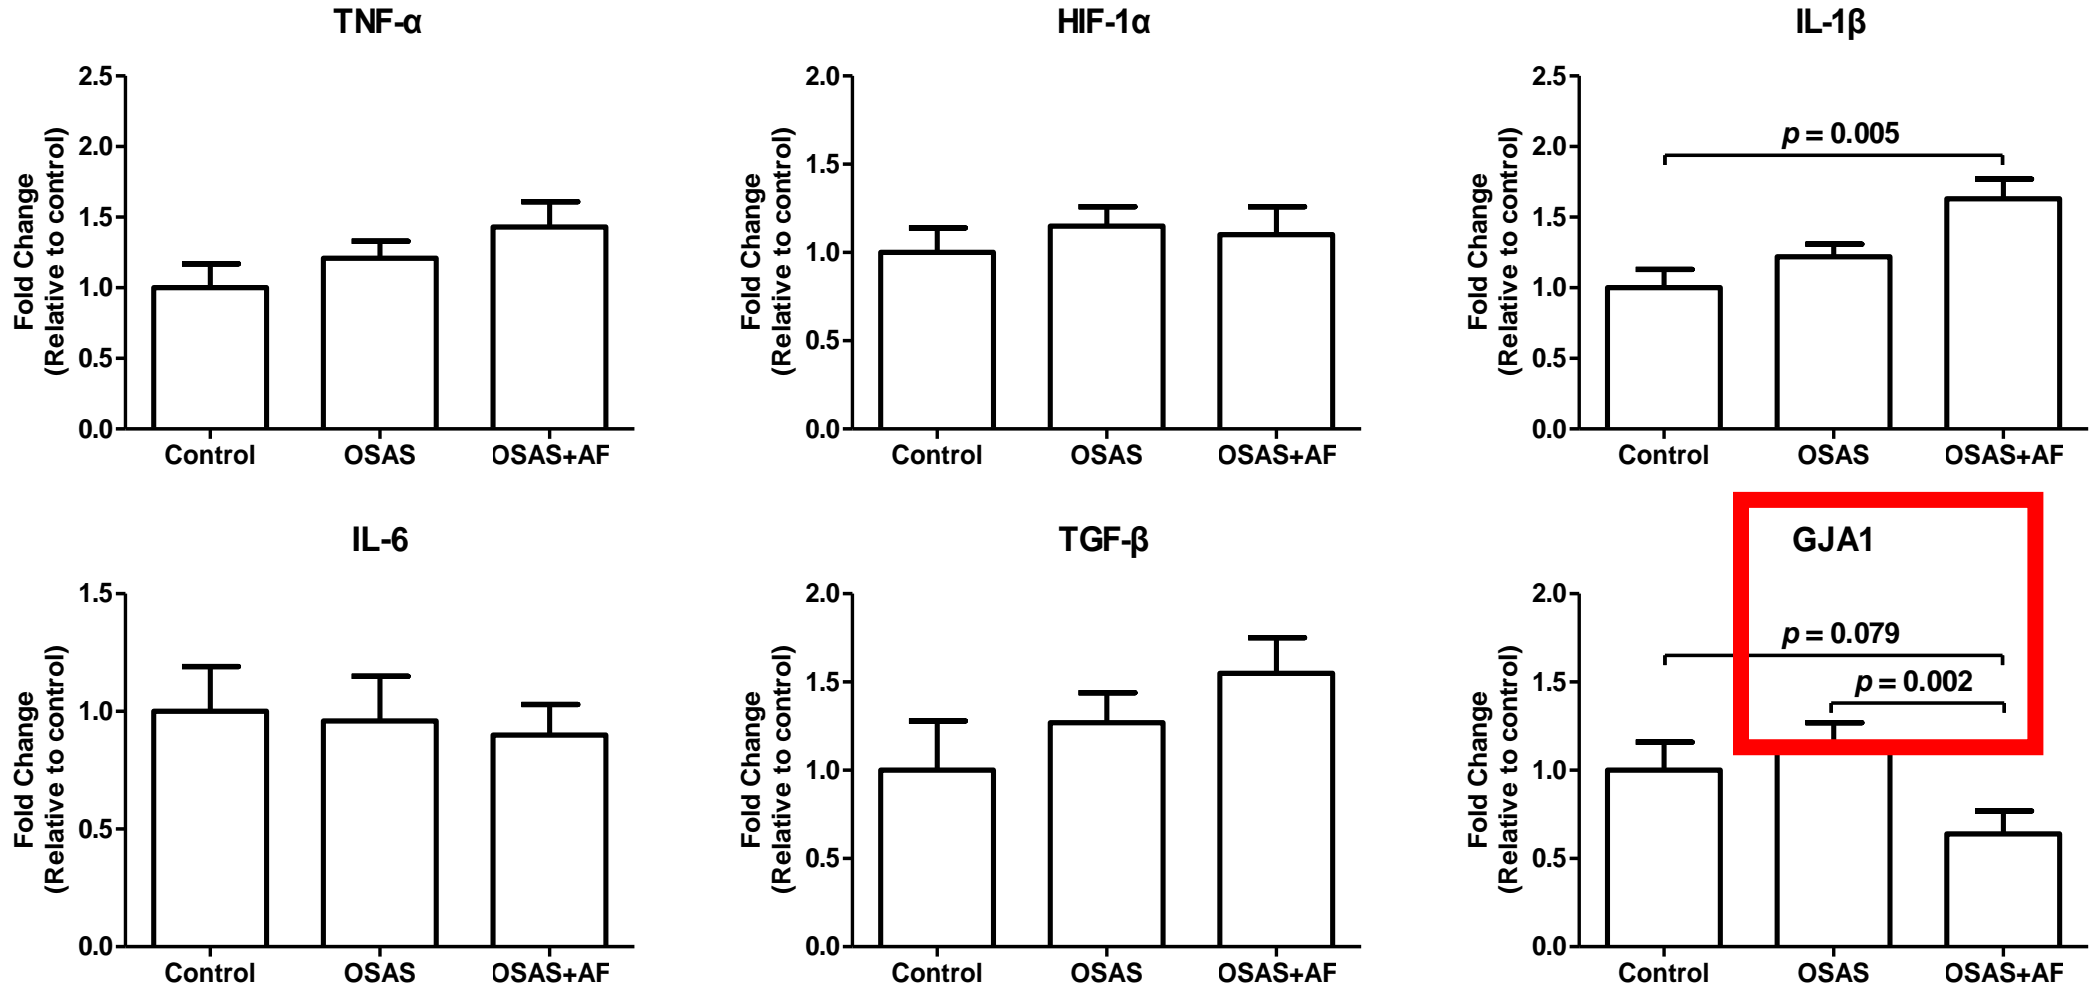 TNF-α
HIF-1α
IL-1β
Fold Change
(Relative to control)
2.5
2.0
1.5
1.0
0.5
0.0
Control
OSAS
OSAS+AF
Fold Change
(Relative to control)
2.0
1.5
1.0
0.5
0.0
Control
OSAS
OSAS+AF
Fold Change
(Relative to control)
2.5
2.0
1.5
1.0
0.5
0.0
p = 0.005
Control
OSAS
OSAS+AF
IL-6
TGF-β
GJA1
Fold Change
(Relative to control)
1.5
1.0
0.5
0.0
Control
OSAS
OSAS+AF
Fold Change
(Relative to control)
2.0
1.5
1.0
0.5
0.0
Control
OSAS
OSAS+AF
Fold Change
(Relative to control)
2.0
1.5
1.0
0.5
0.0
p = 0.079
p = 0.002
Control
OSAS
OSAS+AF